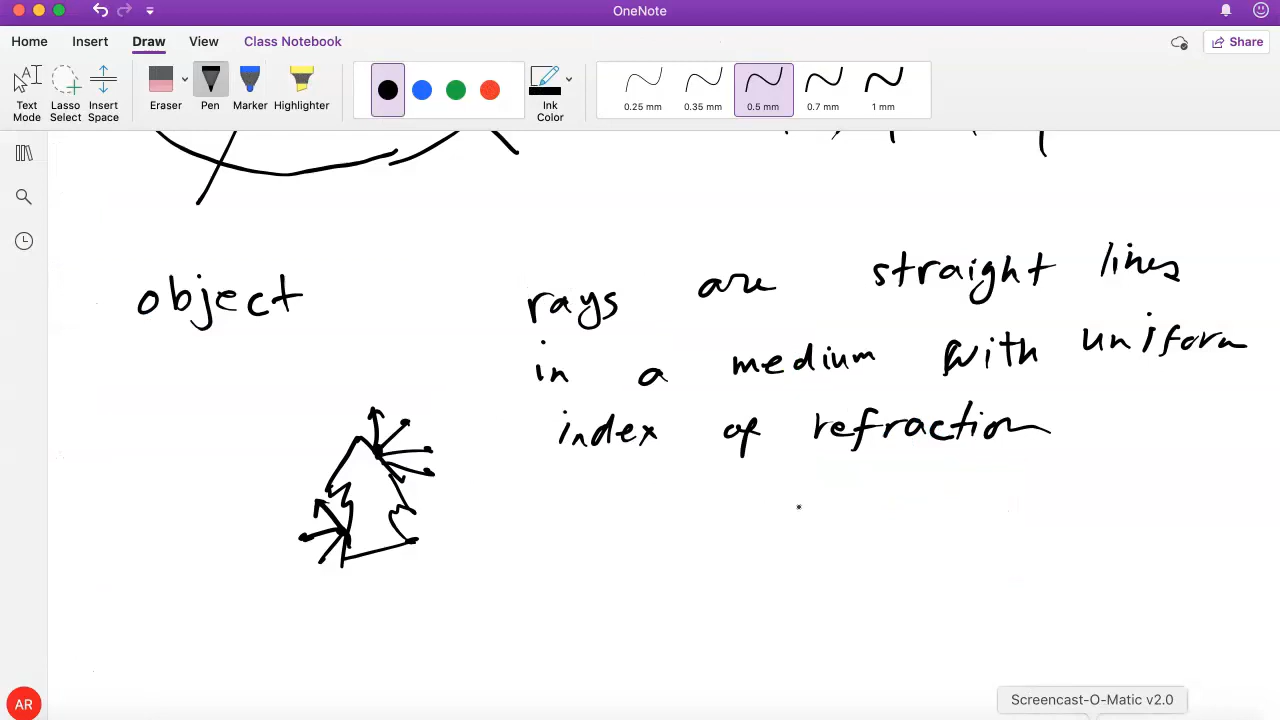 OneNote
Home Insert Draw View Class Notebook
Share
Text Mode
Lasso Select
Insert Space
Eraser
Pen
Marker
Highlighter
Ink Color
0.25 mm
0.35 mm
0.5 mm
0.7 mm
1 mm
object
rays are straight lines
in a medium with uniform
index of refraction
AR
Screencast-O-Matic v2.0